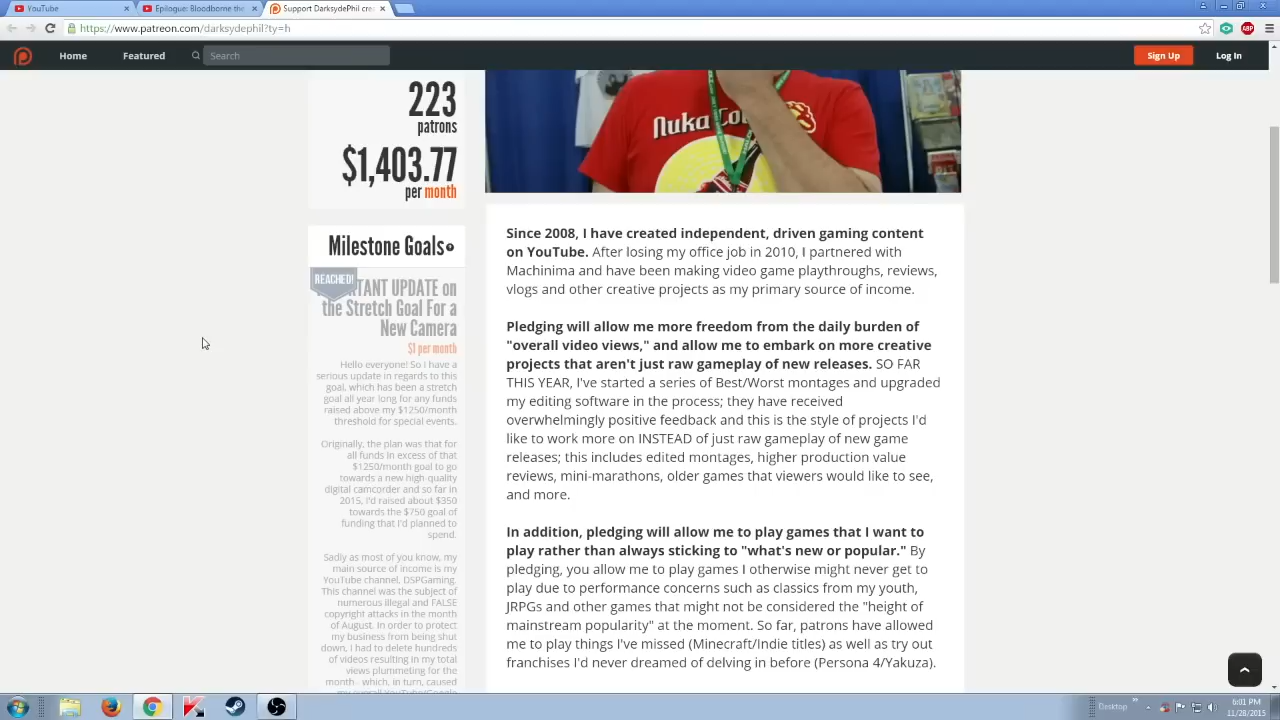 YouTube
Epilogue: Bloodborne the
Support DarksydePhil crea
https://www.patreon.com/darksydephil?ty=h
ABP
Home
Featured
Search
Sign Up
Log In
223
patrons
$1,403.77
per month
Nuka Co
Milestone Goals
REACHED!
TANT UPDATE on
the Stretch Goal For a
New Camera
$1 per month
Hello everyone! So I have a
serious update in regards to this
goal, which has been a stretch
goal all year long for any funds
raised above my $1250/month
threshold for special events.
Originally, the plan was that for
all funds in excess of that
$1250/month goal to go
towards a new high-quality
digital camcorder and so far in
2015, I'd raised about $350
towards the $750 goal of
funding that I'd planned to
spend.
Sadly as most of you know, my
main source of income is my
YouTube channel, DSPGaming.
This channel was the subject of
numerous illegal and FALSE
copyright attacks in the month
of August. In order to protect
my business from being shut
down, I had to delete hundreds
of videos resulting in my total
views plummeting for the
month- which, in turn, caused
my overall YouTube/Google
Since 2008, I have created independent, driven gaming content
on YouTube. After losing my office job in 2010, I partnered with
Machinima and have been making video game playthroughs, reviews,
vlogs and other creative projects as my primary source of income.
Pledging will allow me more freedom from the daily burden of
"overall video views," and allow me to embark on more creative
projects that aren't just raw gameplay of new releases. SO FAR
THIS YEAR, I've started a series of Best/Worst montages and upgraded
my editing software in the process; they have received
overwhelmingly positive feedback and this is the style of projects I'd
like to work more on INSTEAD of just raw gameplay of new game
releases; this includes edited montages, higher production value
reviews, mini-marathons, older games that viewers would like to see,
and more.
In addition, pledging will allow me to play games that I want to
play rather than always sticking to "what's new or popular." By
pledging, you allow me to play games I otherwise might never get to
play due to performance concerns such as classics from my youth,
JRPGs and other games that might not be considered the "height of
mainstream popularity" at the moment. So far, patrons have allowed
me to play things I've missed (Minecraft/Indie titles) as well as try out
franchises I'd never dreamed of delving in before (Persona 4/Yakuza).
Desktop
6:01 PM
11/28/2015